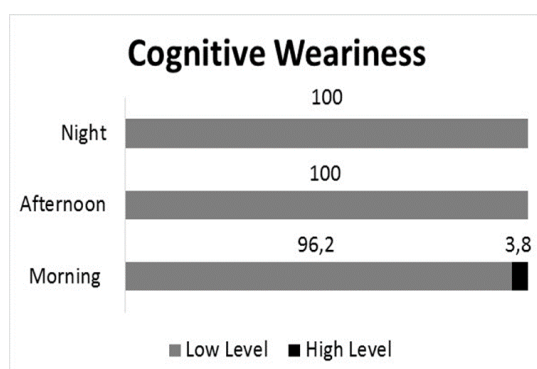 Cognitive Weariness
100
Night
100
Afternoon
96,2 3,8
Morning
Low Level High Level